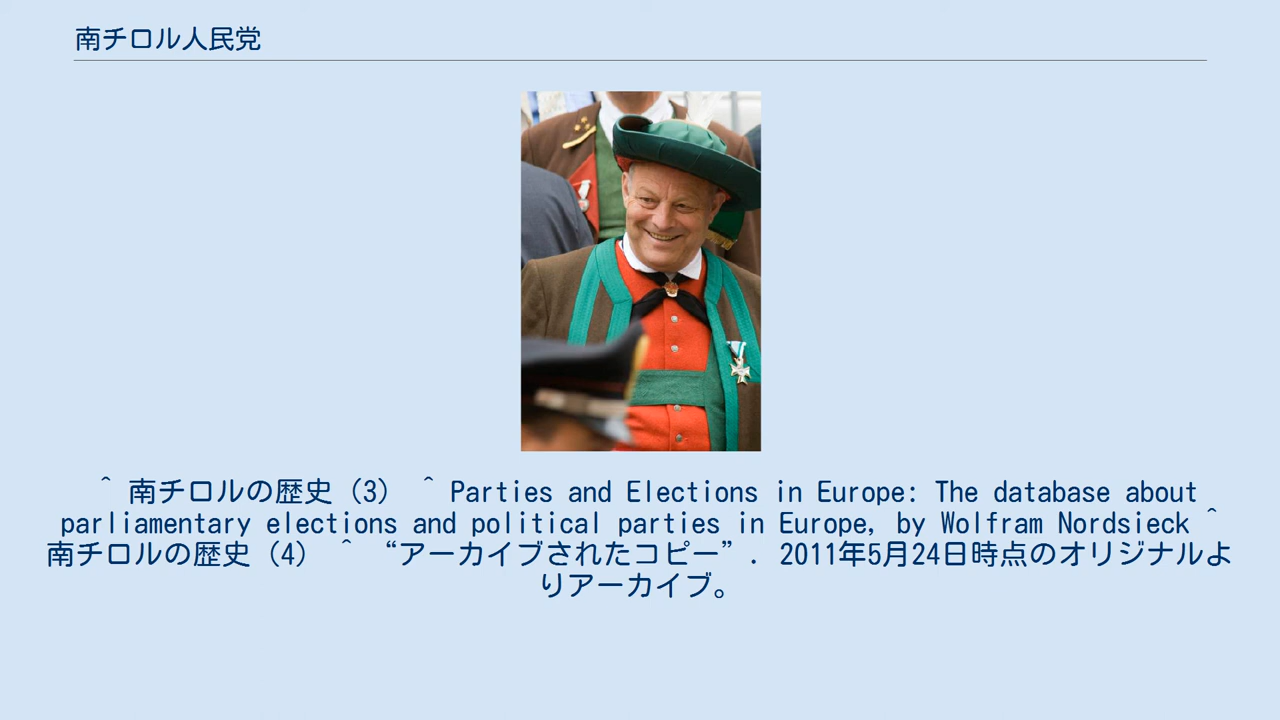 南チロル人民党
^ 南チロルの歴史（3） ^ Parties and Elections in Europe: The database about
parliamentary elections and political parties in Europe, by Wolfram Nordsieck ^
南チロルの歴史（4） ^ “アーカイブされたコピー”. 2011年5月24日時点のオリジナルよ
りアーカイブ。